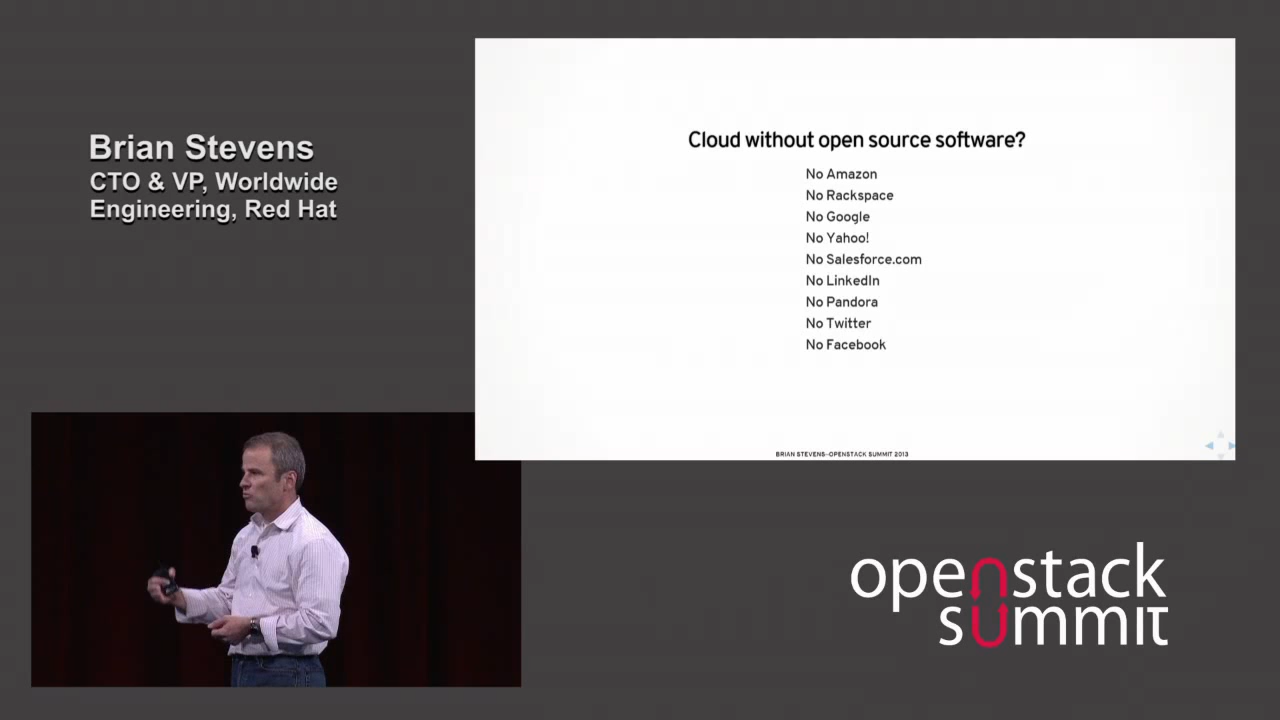 Brian Stevens
CTO & VP, Worldwide
Engineering, Red Hat
Cloud without open source software?
No Amazon
No Rackspace
No Google
No Yahoo!
No Salesforce.com
No LinkedIn
No Pandora
No Twitter
No Facebook
BRIAN STEVENS--OPENSTACK SUMMIT 2013
openstack
summit